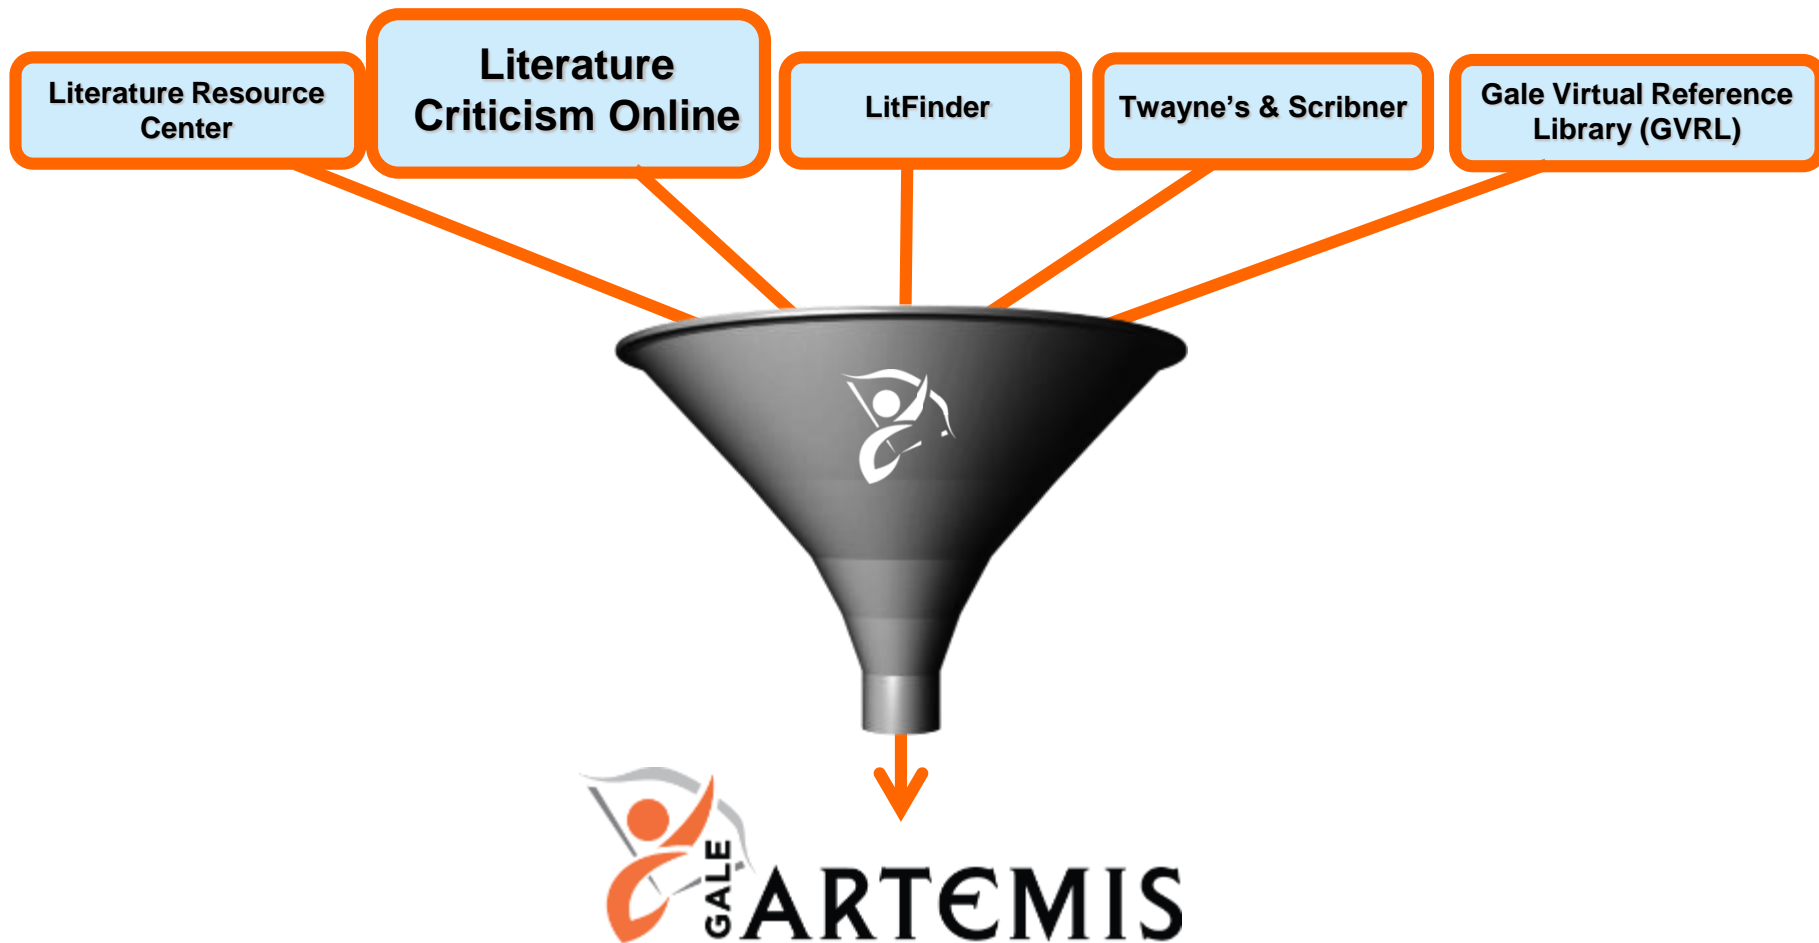 Literature Resource
Center
Literature
Criticism Online
LitFinder
Twayne’s & Scribner
Gale Virtual Reference
Library (GVRL)
GALE
ARTEMIS